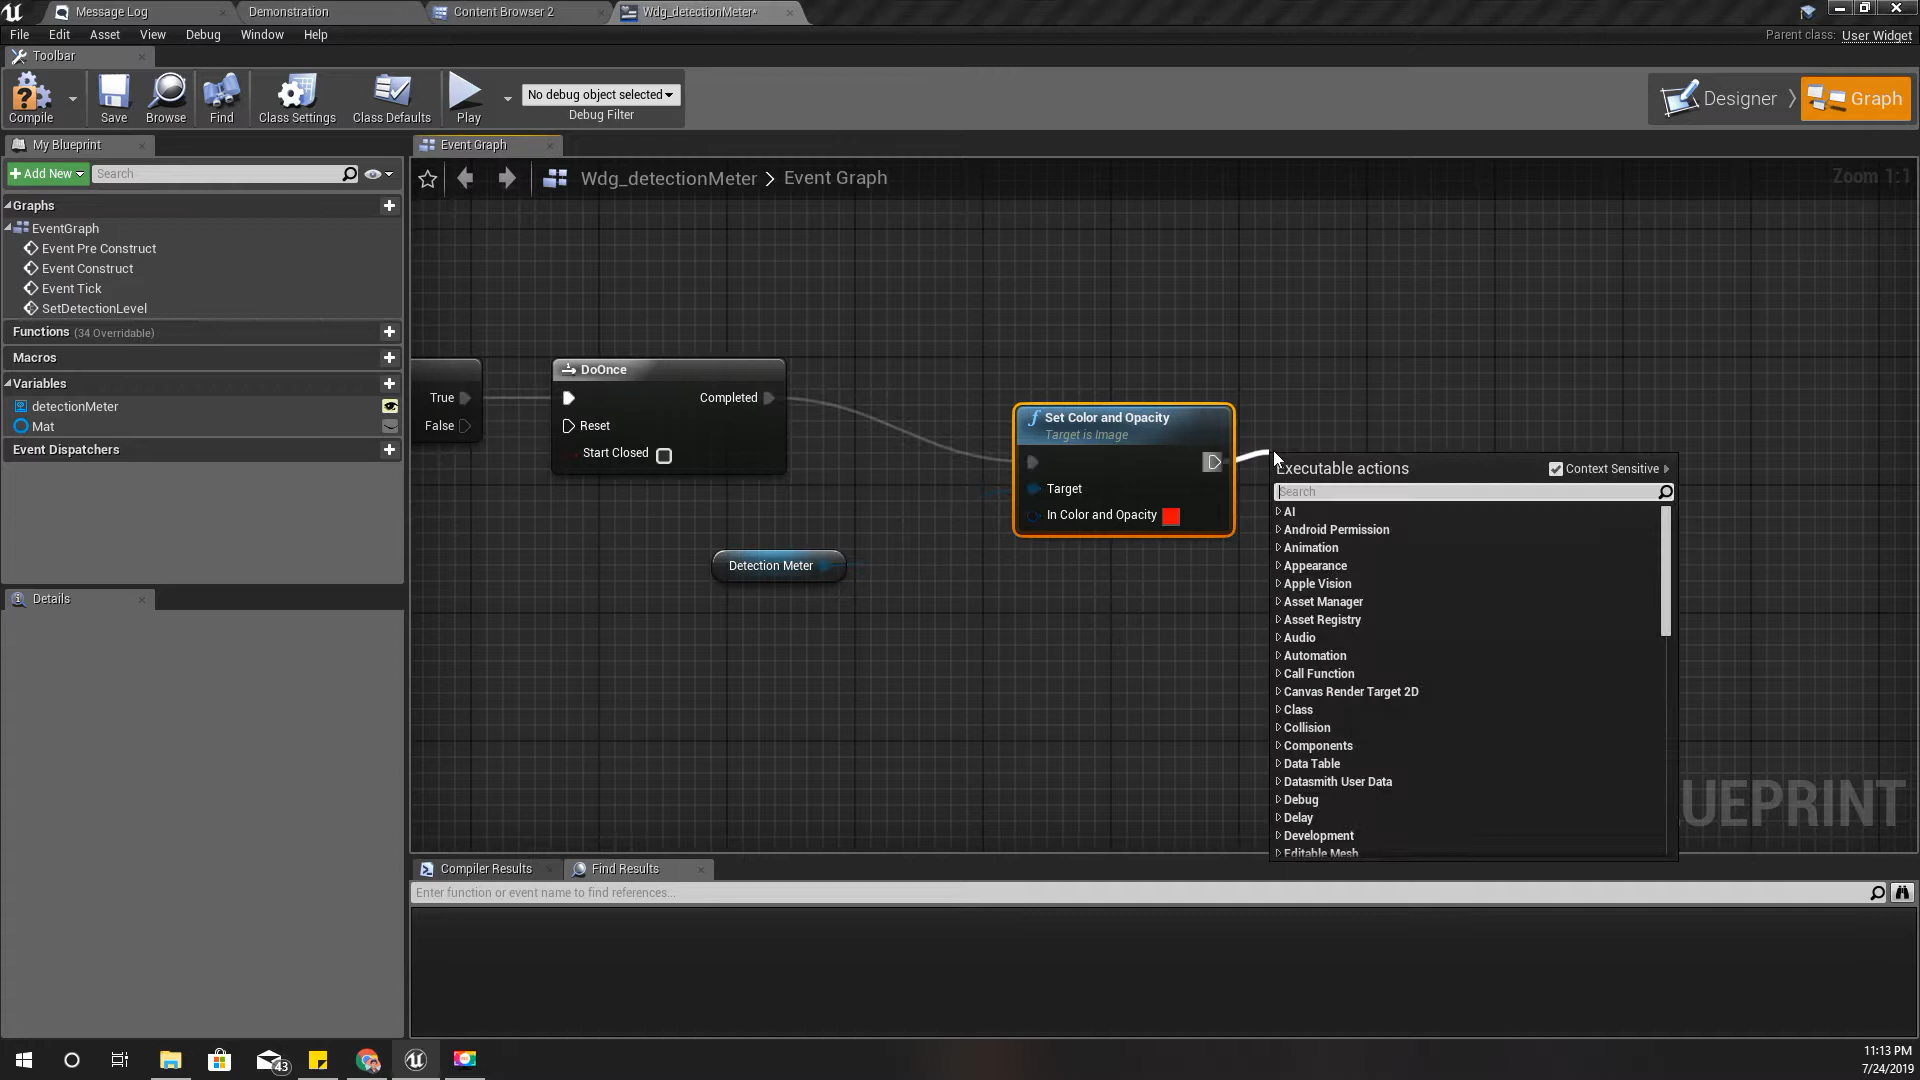 Message Log
Demonstration
Content Browser 2
Wdg_detectionMeter*
File Edit Asset View Debug Window Help
Parent class: User Widget
Toolbar
Compile
Save
Browse
Find
Class Settings
Class Defaults
Play
No debug object selected
Debug Filter
Designer
Graph
My Blueprint
Event Graph
Add New
Search
Wdg_detectionMeter > Event Graph
Zoom 1:1
Graphs
EventGraph
Event Pre Construct
Event Construct
Event Tick
SetDetectionLevel
Functions (34 Overridable)
Macros
Variables
detectionMeter
Mat
Event Dispatchers
Details
True
False
DoOnce
Completed
Reset
Start Closed
Detection Meter
Set Color and Opacity
Target is Image
Target
In Color and Opacity
Executable actions
Context Sensitive
Search
AI
Android Permission
Animation
Appearance
Apple Vision
Asset Manager
Asset Registry
Audio
Automation
Call Function
Canvas Render Target 2D
Class
Collision
Components
Data Table
Datasmith User Data
Debug
Delay
Development
Editable Mesh
UEPRINT
Compiler Results
Find Results
Enter function or event name to find references...
43
11:13 PM
7/24/2019